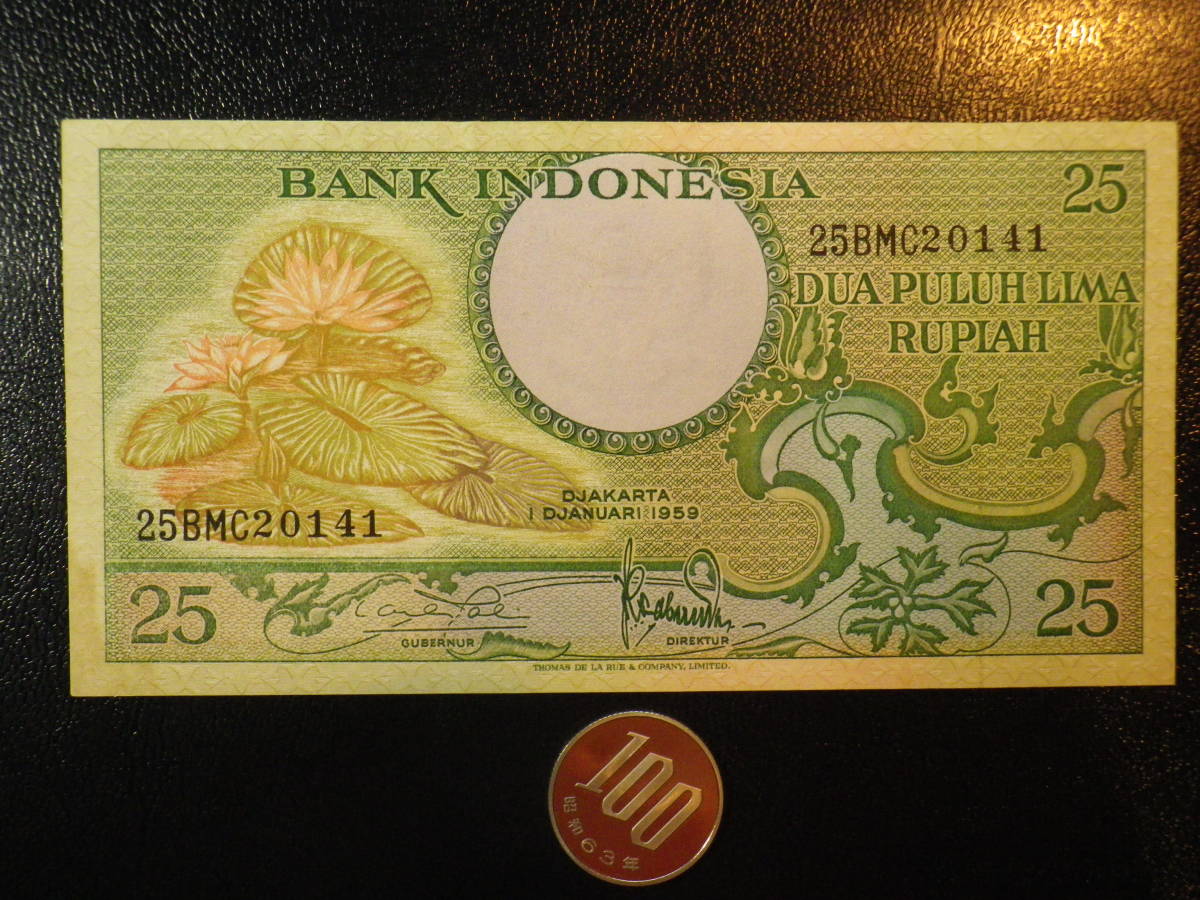 BANK INDONESIA
25
25BMC20141
DUA PULUH LIMA
RUPIAH
DJAKARTA
1 DJANUARI 1959
25BMC20141
25
GUBERNUR
DIREKTUR
25
THOMAS DE LA RUE & COMPANY, LIMITED.
100
昭和63年